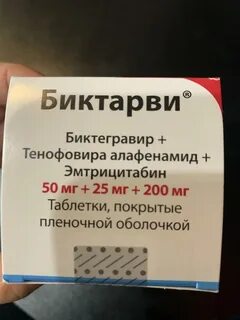 Биктарви®
Биктегравир +
Тенофовира алафенамид +
Эмтрицитабин
50 мг + 25 мг + 200 мг
Таблетки, покрытые
пленочной оболочкой